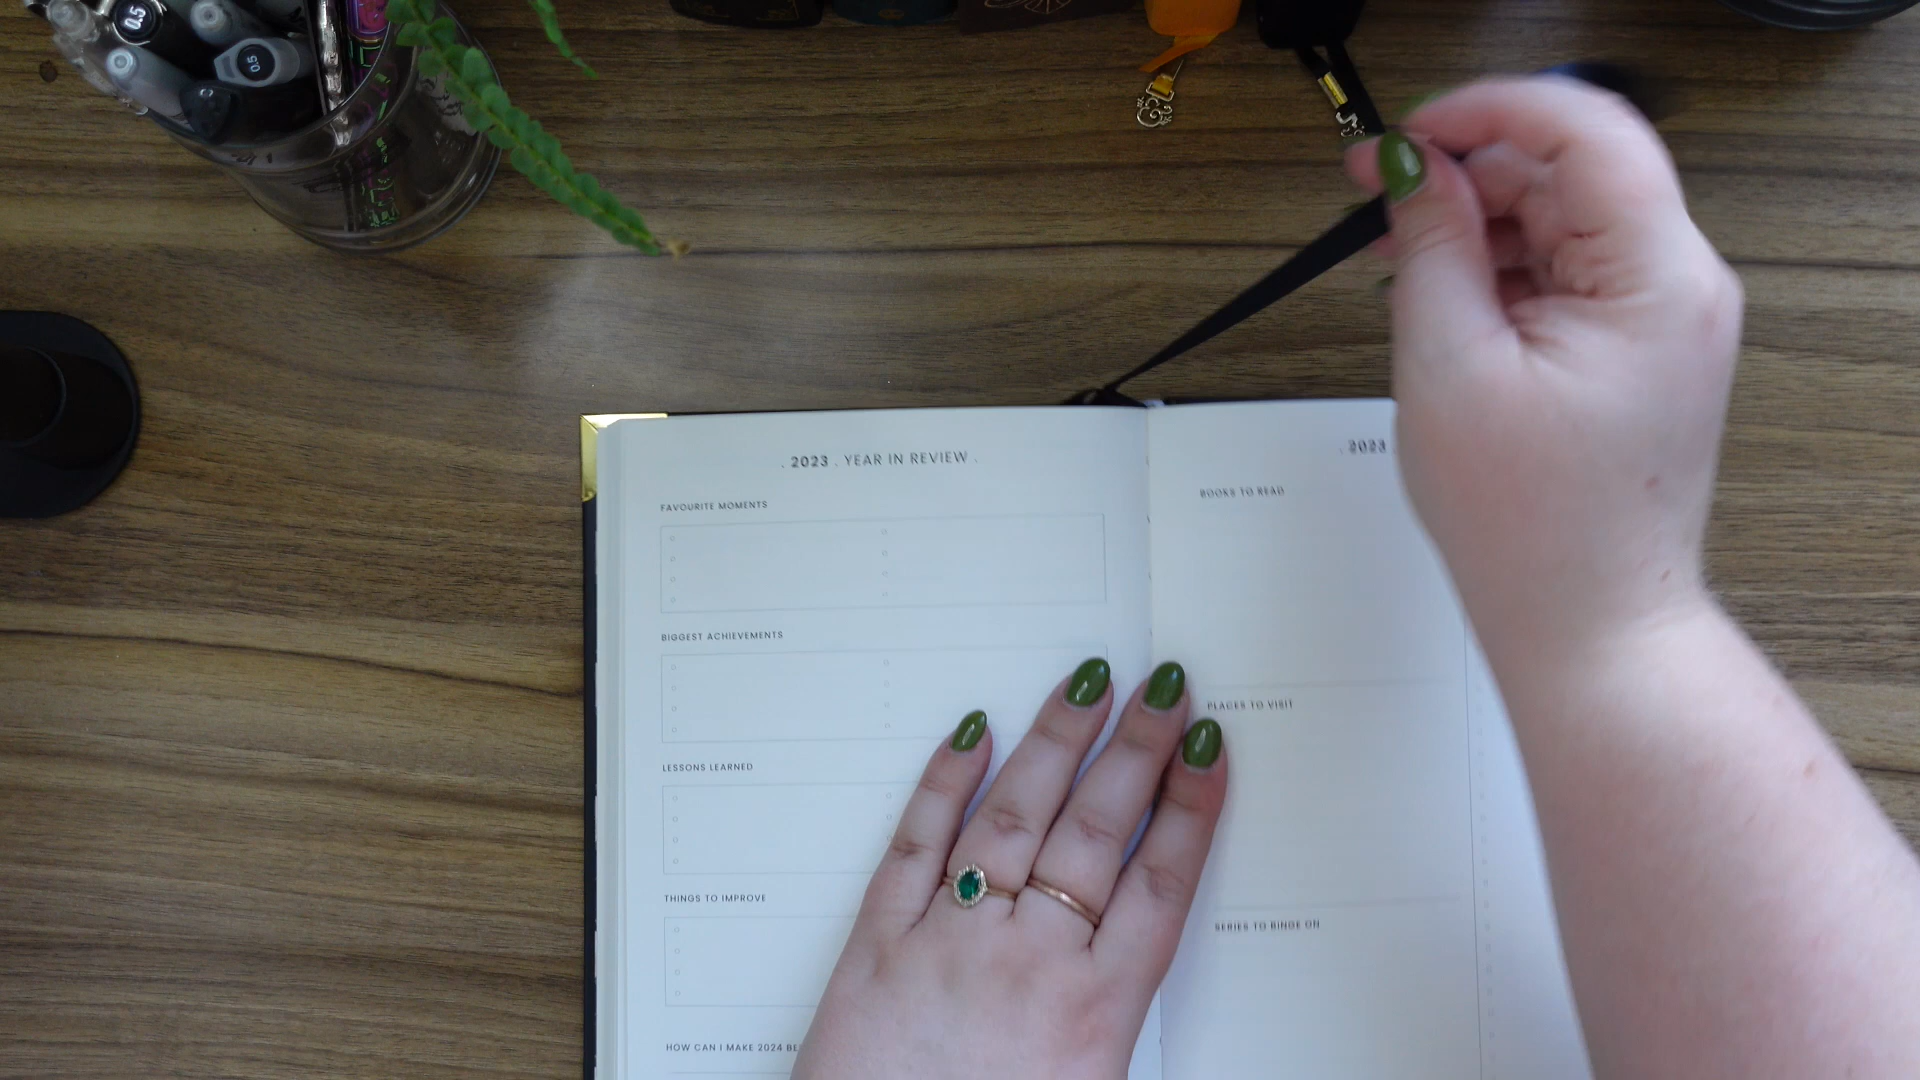 0.5
0.5
. 2023 . YEAR IN REVIEW .
FAVOURITE MOMENTS
BIGGEST ACHIEVEMENTS
LESSONS LEARNED
THINGS TO IMPROVE
HOW CAN I MAKE 2024
. 2023 .
BOOKS TO READ
PLACES TO VISIT
SERIES TO BINGE ON